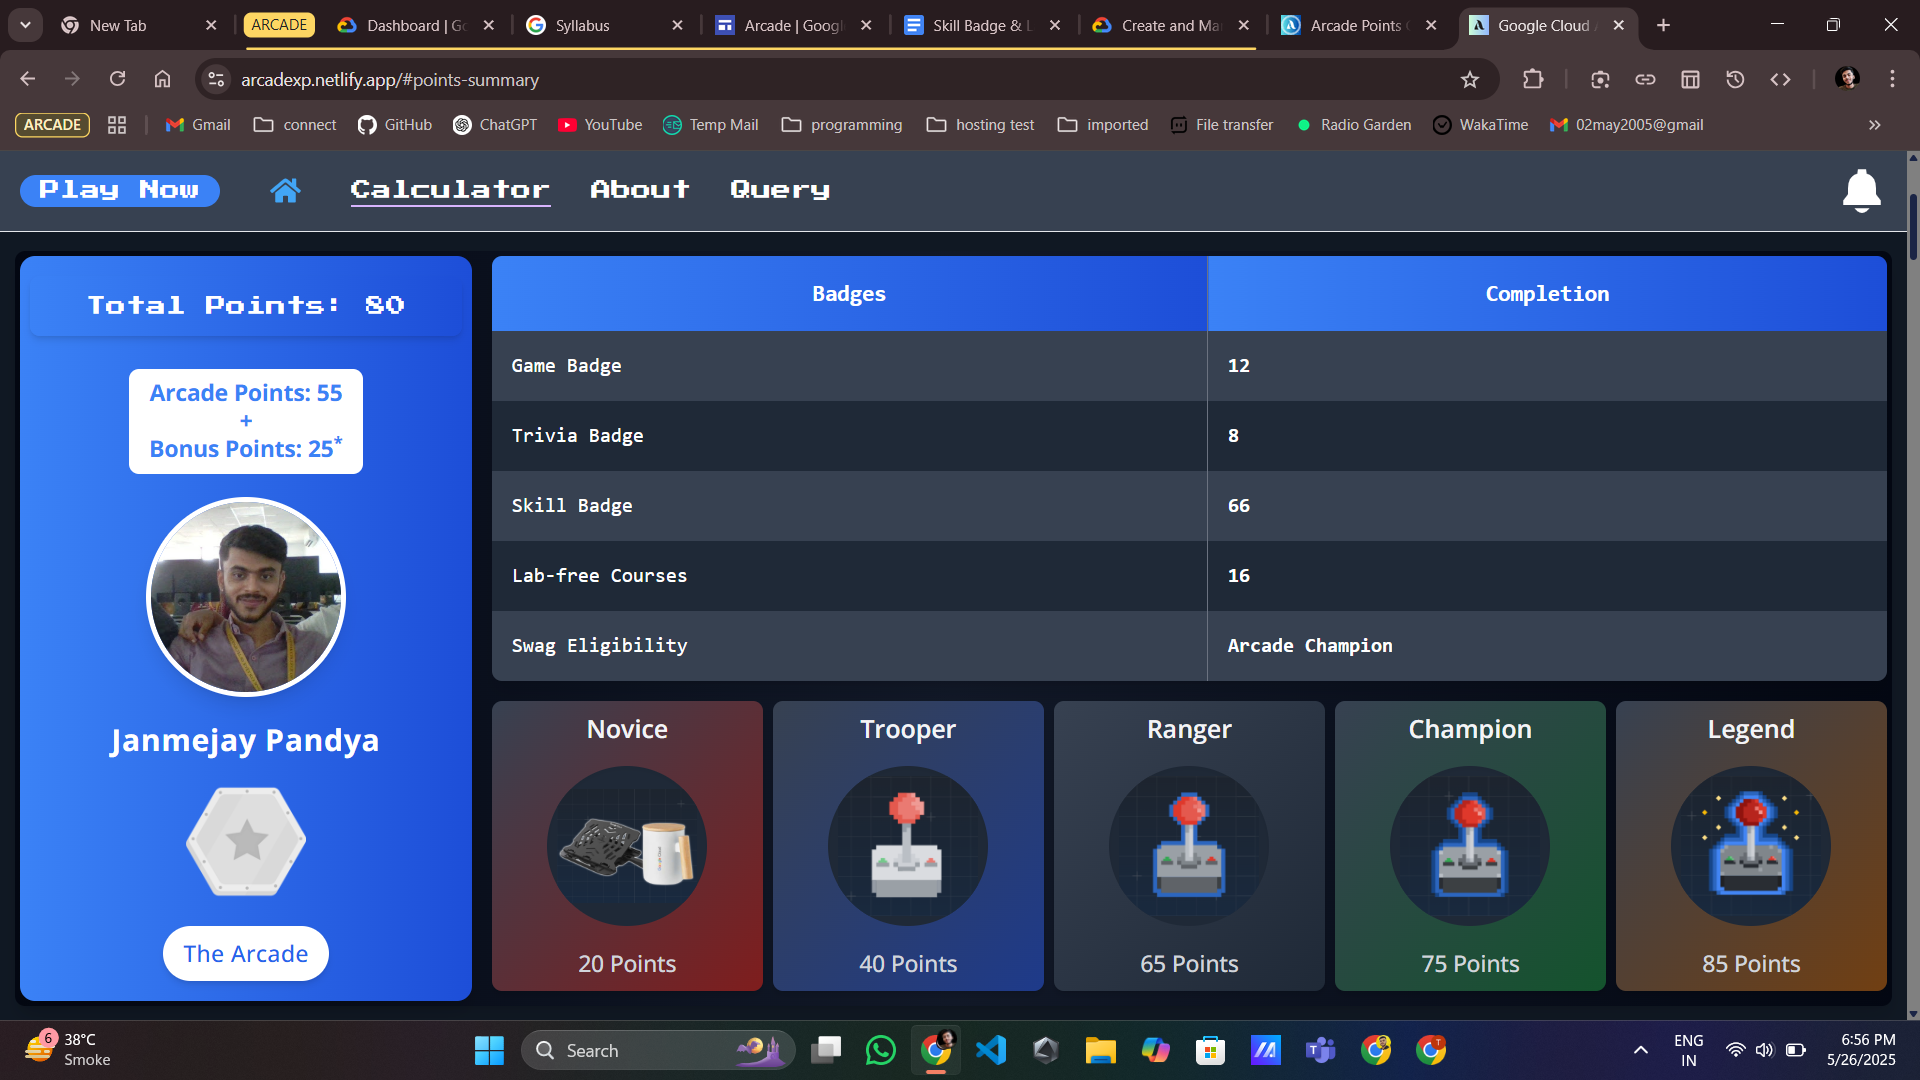 New Tab
ARCADE
Dashboard | Go
Syllabus
Arcade | Googl
Skill Badge & L
Create and Ma
Arcade Points C
Google Cloud A
arcadexp.netlify.app/#points-summary
ARCADE
Gmail
connect
GitHub
ChatGPT
YouTube
Temp Mail
programming
hosting test
imported
File transfer
Radio Garden
WakaTime
02may2005@gmail
Play Now
Calculator
About
Query
Total Points: 80
Arcade Points: 55
+
Bonus Points: 25*
Janmejay Pandya
The Arcade
Badges
Completion
Game Badge
12
Trivia Badge
8
Skill Badge
66
Lab-free Courses
16
Swag Eligibility
Arcade Champion
Novice
20 Points
Trooper
40 Points
Ranger
65 Points
Champion
75 Points
Legend
85 Points
6
38°C
Smoke
Search
ENG
IN
6:56 PM
5/26/2025